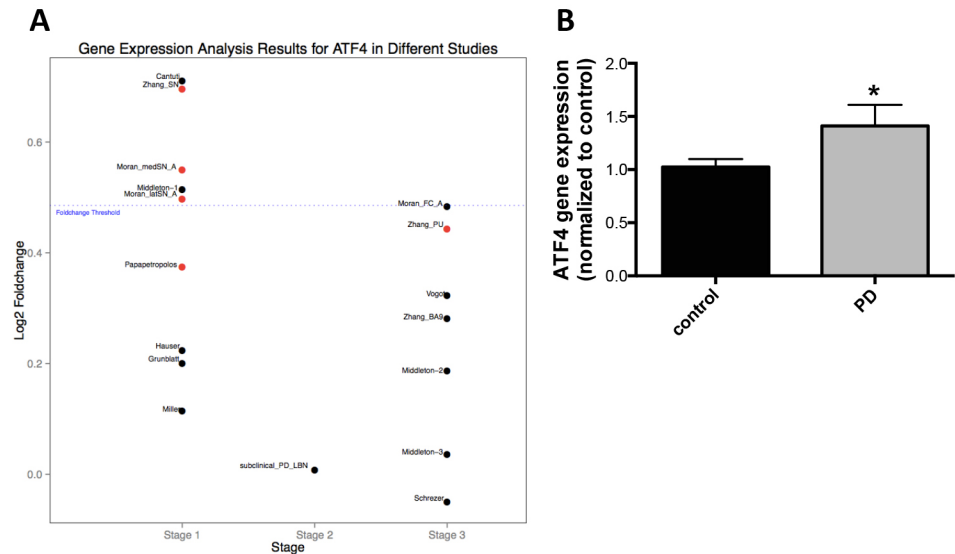 A
Gene Expression Analysis Results for ATF4 in Different Studies
Log2 Foldchange
0.6
0.4
0.2
0.0
Cantuti
Zhang_SN
Moran_medSN_A
Middleton-1
Moran_latSN_A
Foldchange Threshold
Papapetropolos
Hauser
Grunblatt
Miller
subclinical_PD_LBN
Moran_FC_A
Zhang_PU
Vogot
Zhang_BA9
Middleton-2
Middleton-3
Schrezer
Stage 1
Stage 2
Stage 3
Stage
B
ATF4 gene expression
(normalized to control)
2.0
1.5
1.0
0.5
0.0
*
control
PD